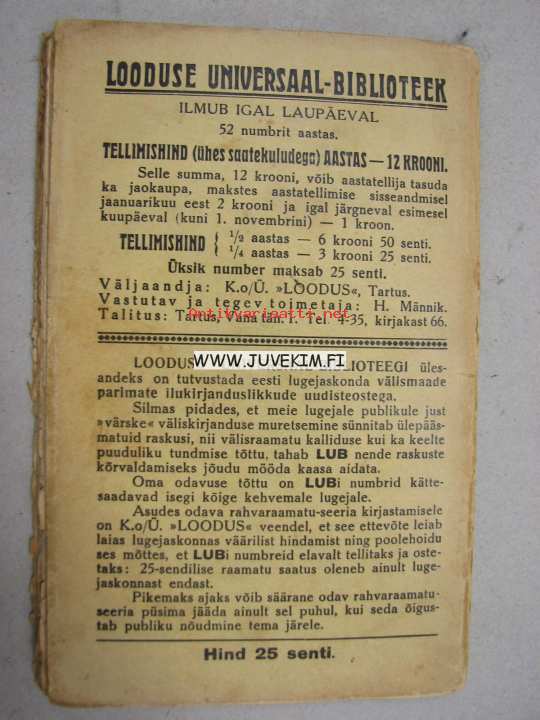 LOODUSE UNIVERSAAL-BIBLIOTEEK
ILMUB IGAL LAUPÄEVAL
52 numbrit aastas.
TELLIMISHIND (ühes saatekuludega) AASTAS — 12 KROONI.
Selle summa, 12 krooni, võib aastatellija tasuda
ka jaokaupa, makstes aastatellimise sisseandmisel
jaanuarikuu eest 2 krooni ja igal järgneval esimesel
kuupäeval (kuni 1. novembrini) — 1 kroon.
TELLIMISHIND { 1/2 aastas — 6 krooni 50 senti.
1/4 aastas — 3 krooni 25 senti.
Üksik number maksab 25 senti.
Väljaandja: K.o/Ü. »LOODUS«, Tartus.
Vastutav ja tegev toimetaja: H. Männik.
Talitus: Tartus, Vana tän. 1. Tel. 4-35, kirjakast 66.
Antikvariaatti.net
WWW.JUVEKIM.FI
LOODUS BIBLIOTEEGI üles-
andeks on tutvustada eesti lugejaskonda välismaade
parimate ilukirjanduslikkude uudisteostega.
Silmas pidades, et meie lugejale publikule just
»värske« väliskirjanduse muretsemine sünnitab ülepääs-
matuid raskusi, nii välisraamatu kalliduse kui ka keelte
puuduliku tundmise tõttu, tahab LUB nende raskuste
kõrvaldamiseks jõudu mööda kaasa aidata.
Oma odavuse tõttu on LUBi numbrid kätte-
saadavad isegi kõige kehvemale lugejale.
Asudes odava rahvaraamatu-seeria kirjastamisele
on K.o/Ü. »LOODUS« veendel, et see ettevõte leiab
laias lugejaskonnas väärilist hindamist ning poolehoidu
ses mõttes, et LUBi numbreid elavalt tellitaks ja oste-
taks: 25-sendilise raamatu saatus oleneb ainult luge-
jaskonnast endast.
Pikemaks ajaks võib säärane odav rahvaraamatu-
seeria püsima jääda ainult sel puhul, kui seda õigus-
tab publiku nõudmine tema järele.
Hind 25 senti.